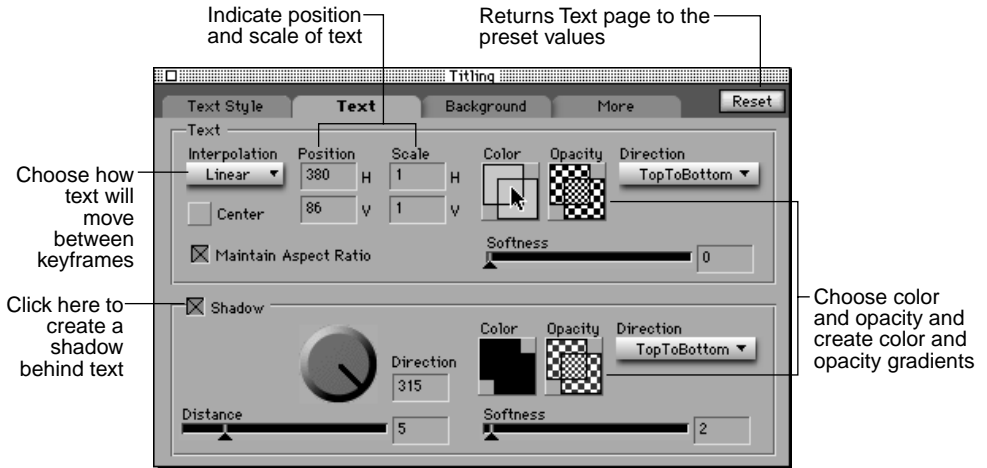 Indicate position
and scale of text
Returns Text page to the
preset values
Titling
Text Style
Text
Background
More
Reset
Text
Interpolation
Position
Scale
Color
Opacity
Direction
Linear
380
H
1
H
TopToBottom
Center
86
V
1
V
Maintain Aspect Ratio
Softness
0
Choose how
text will
move
between
keyframes
Click here to
create a
shadow
behind text
Shadow
Color
Opacity
Direction
TopToBottom
Direction
315
Distance
5
Softness
2
Choose color
and opacity and
create color and
opacity gradients